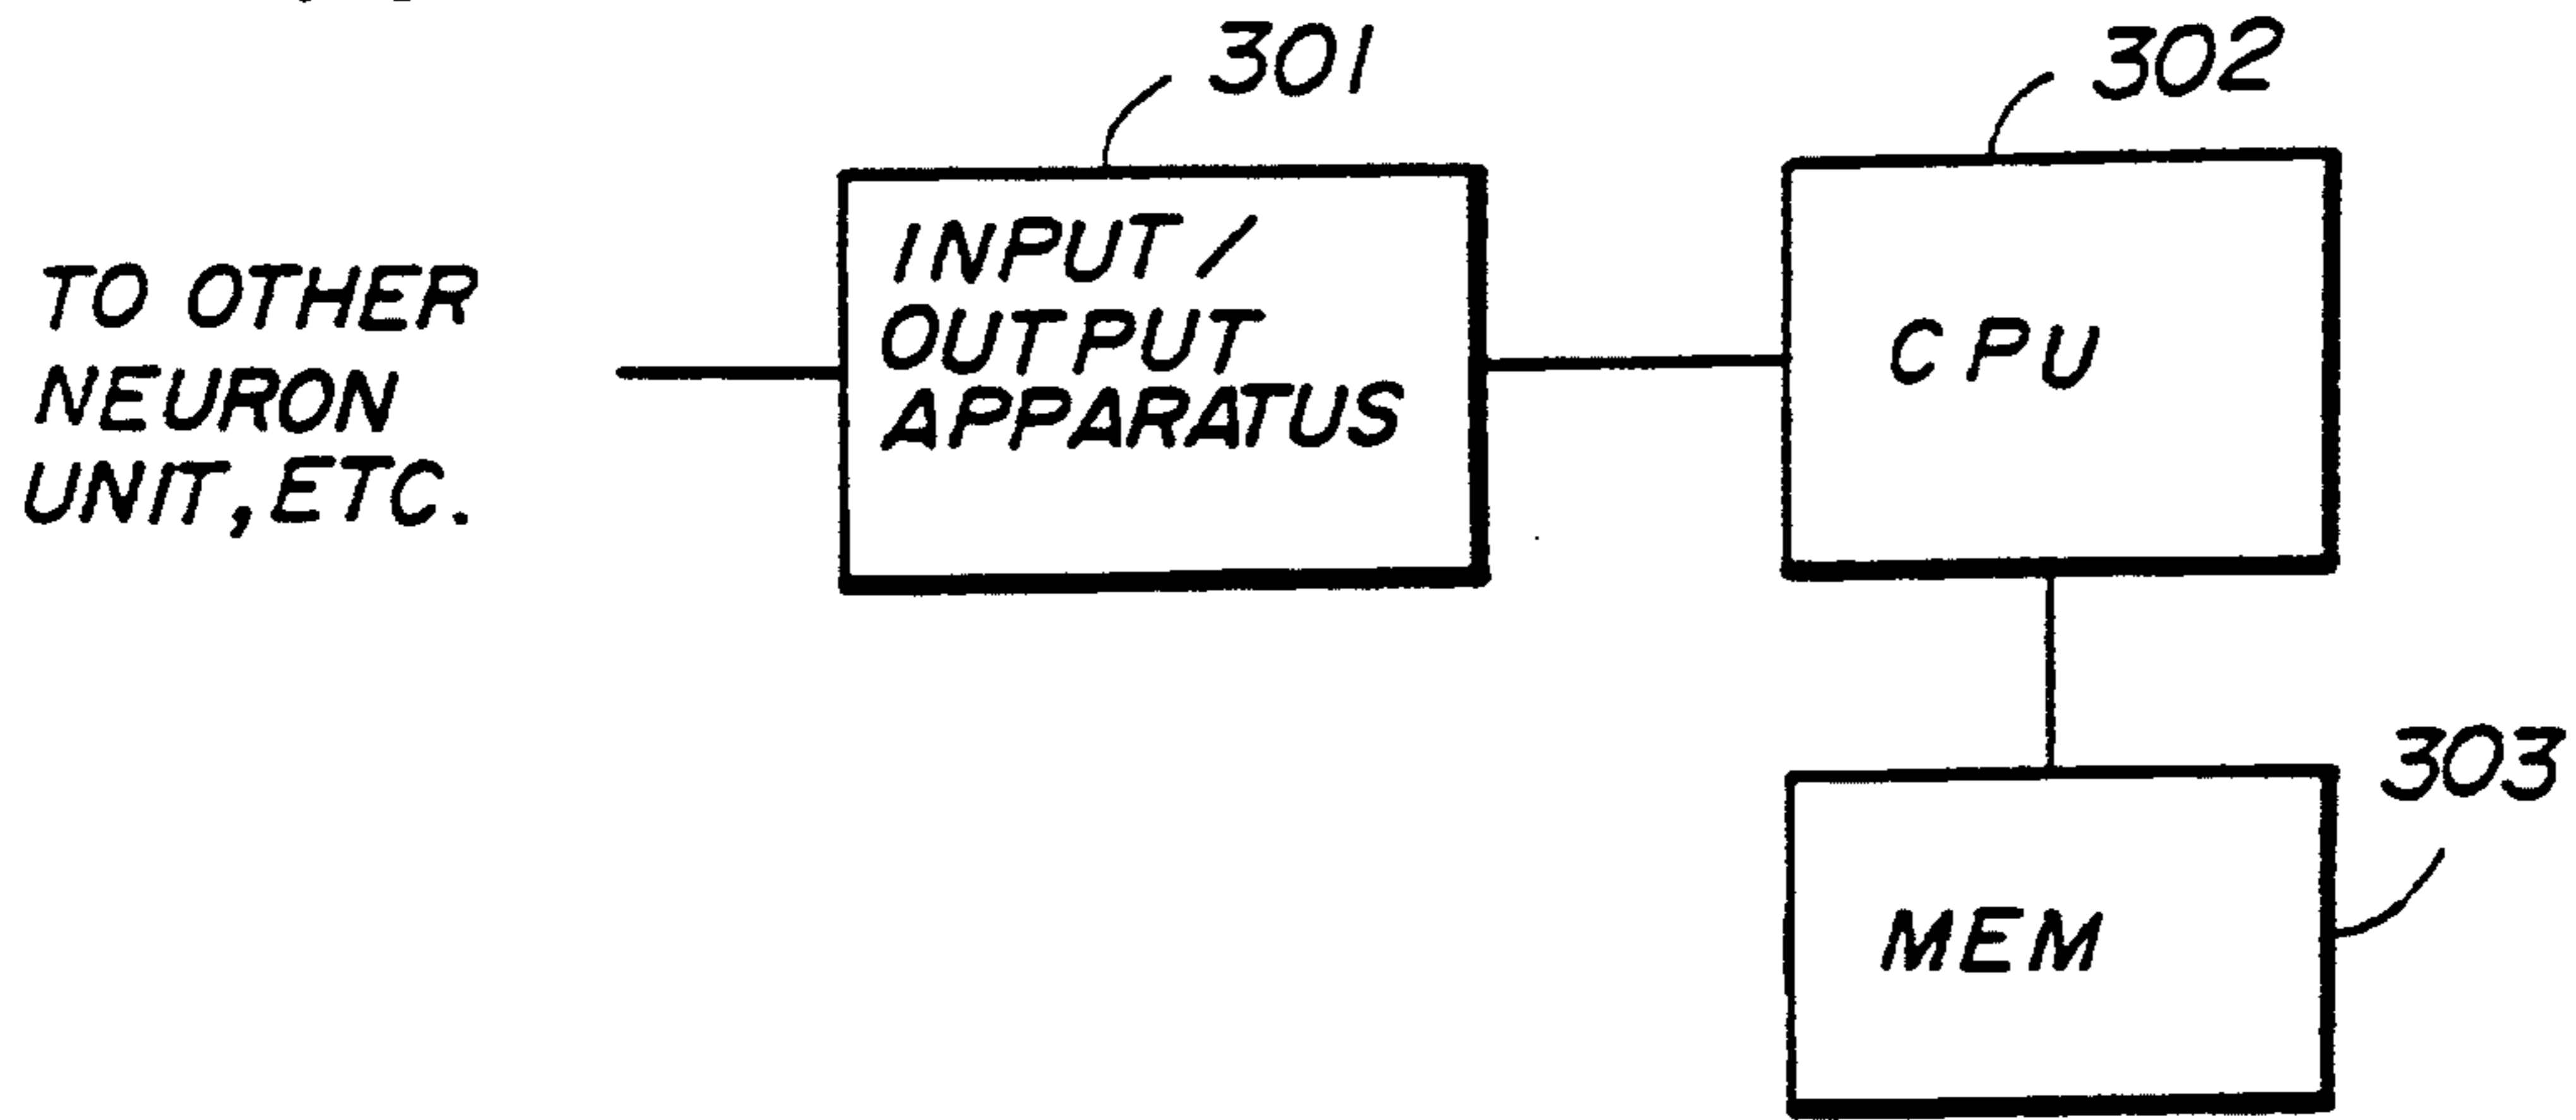 301
302
TO OTHER
NEURON
UNIT, ETC.
INPUT /
OUTPUT
APPARATUS
CPU
303
MEM